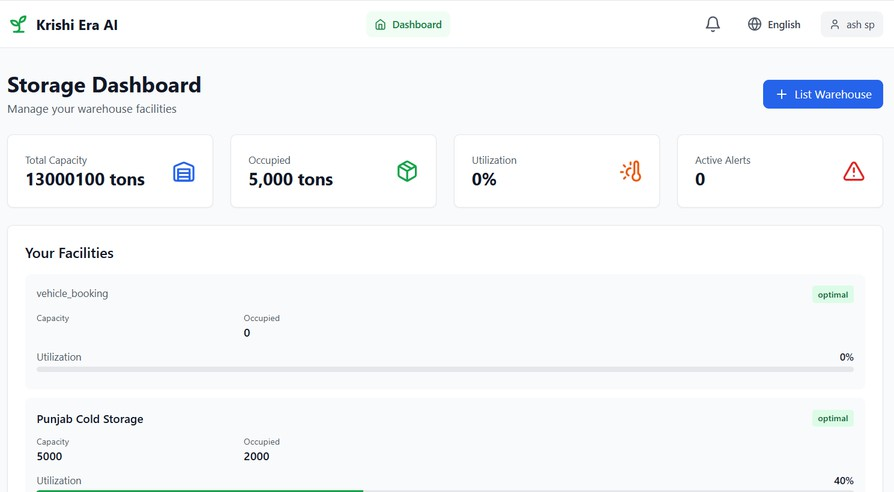 Krishi Era AI
Dashboard
English
ash sp
Storage Dashboard
Manage your warehouse facilities
List Warehouse
Total Capacity
13000100 tons
Occupied
5,000 tons
Utilization
0%
Active Alerts
0
Your Facilities
vehicle_booking
optimal
Capacity
Occupied
0
Utilization
0%
Punjab Cold Storage
optimal
Capacity
Occupied
5000
2000
Utilization
40%